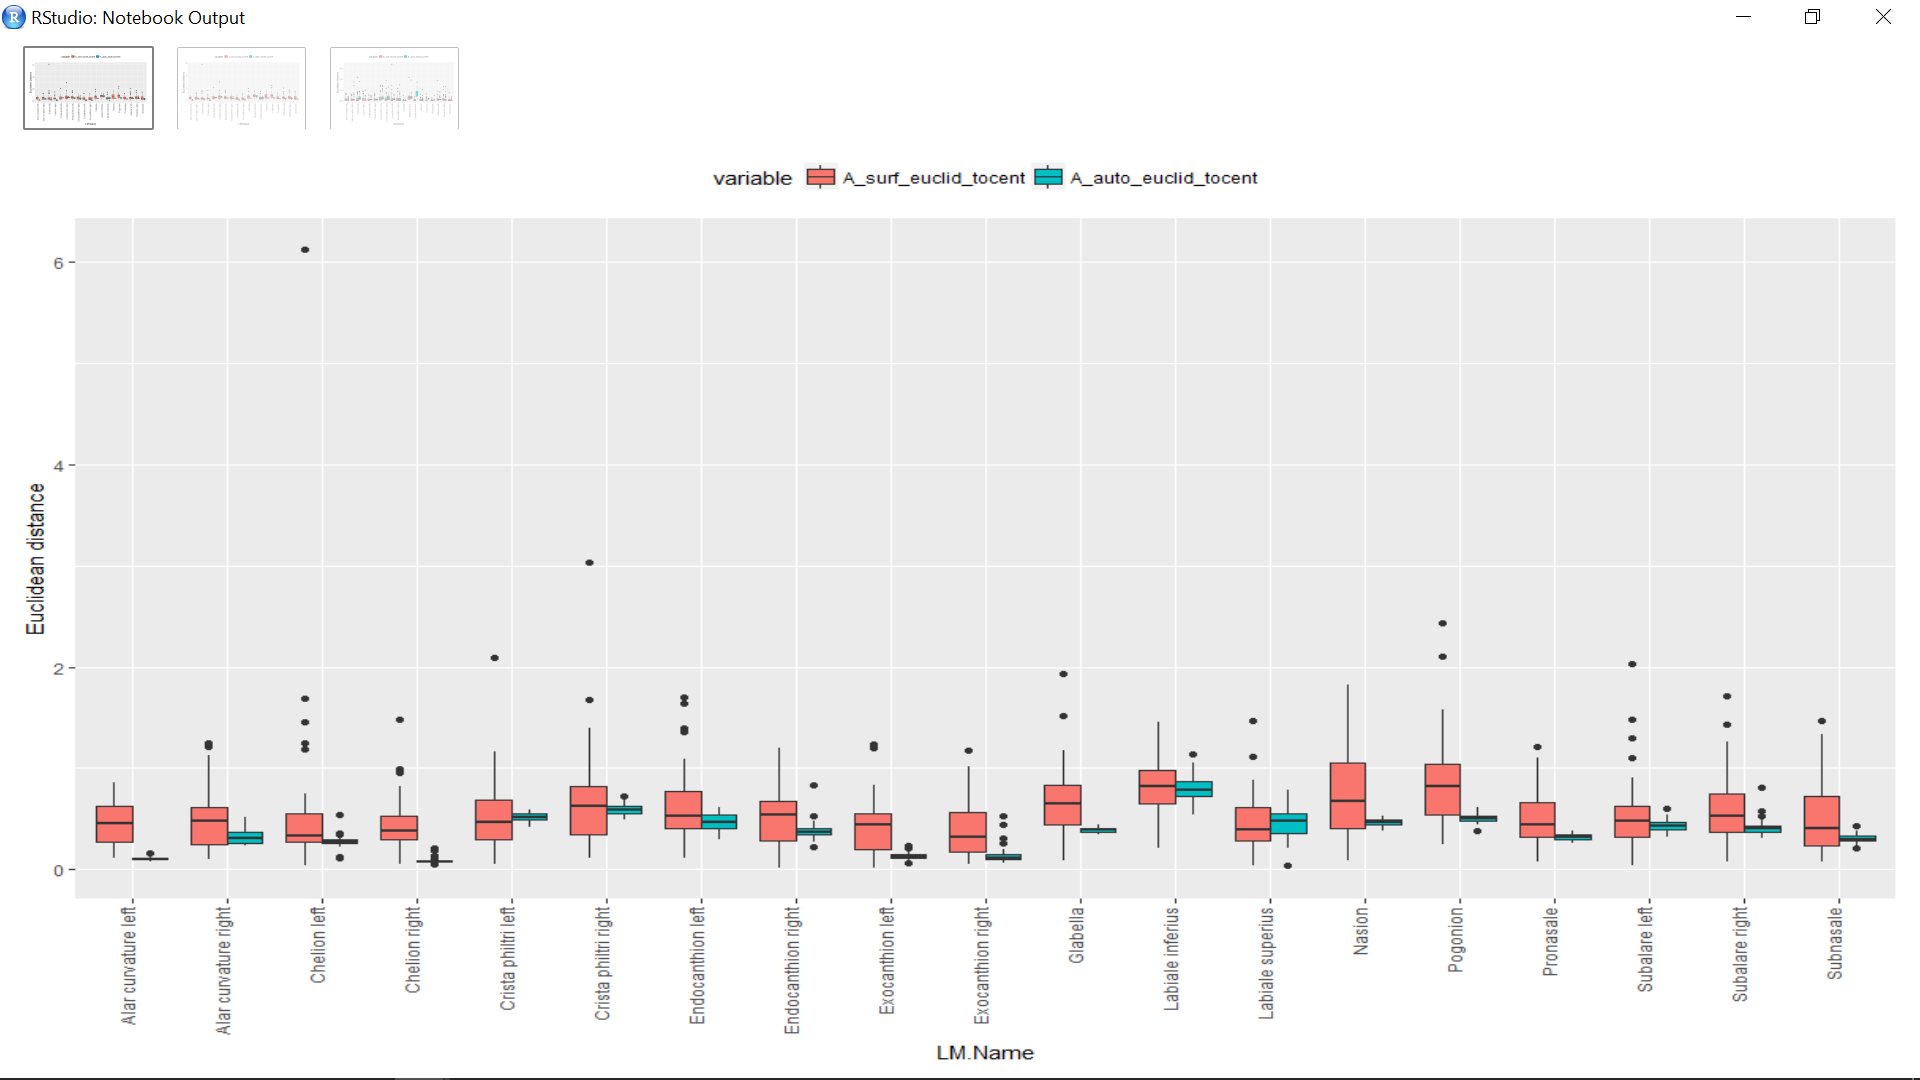 RStudio: Notebook Output
variable A_surf_euclid_tocent A_auto_euclid_tocent
Euclidean distance
6
4
2
0
Alar curvature left
Alar curvature right
Chelion left
Chelion right
Crista philtri left
Crista philtri right
Endocanthion left
Endocanthion right
Exocanthion left
Exocanthion right
Glabella
Labiale inferius
Labiale superius
Nasion
Pogonion
Pronasale
Subalare left
Subalare right
Subnasale
LM.Name